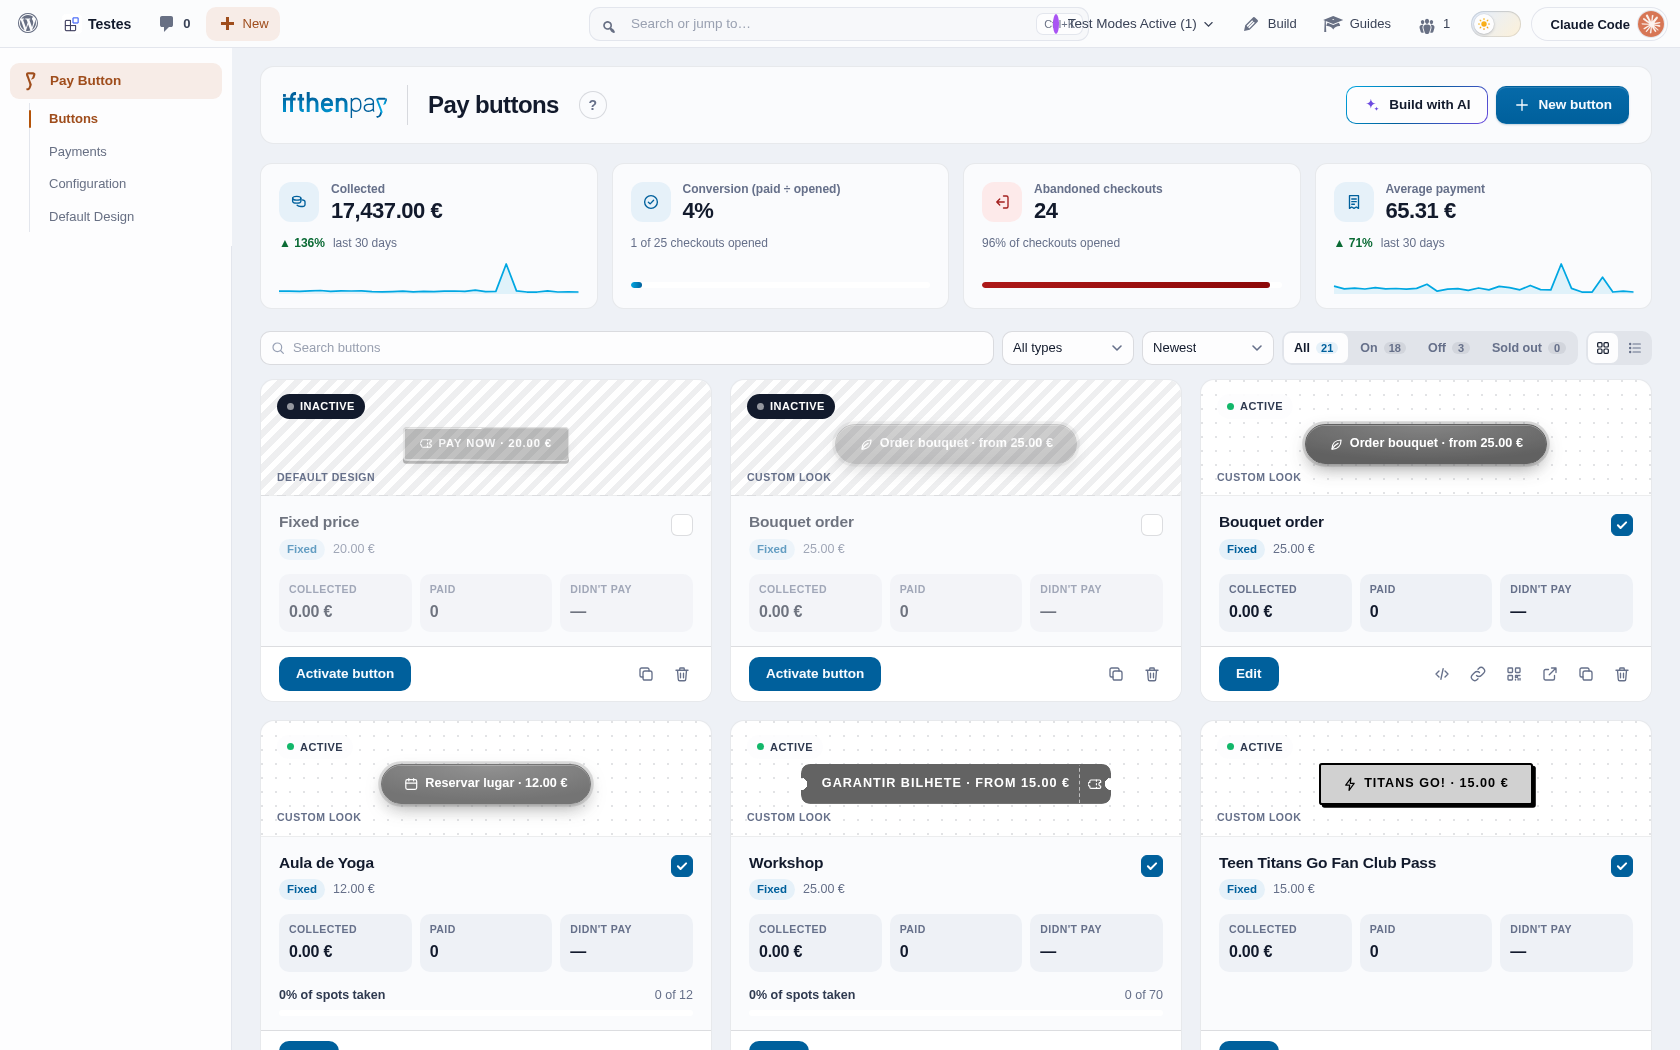 Testes
0
New
Search or jump to…
Test Modes Active (1)
Build
Guides
1
Claude Code
Pay Button
Buttons
Payments
Configuration
Default Design
ifthenpay
Pay buttons
?
Build with AI
New button
Collected
17,437.00 €
▲ 136% last 30 days
Conversion (paid ÷ opened)
4%
1 of 25 checkouts opened
Abandoned checkouts
24
96% of checkouts opened
Average payment
65.31 €
▲ 71% last 30 days
Search buttons
All types
Newest
All 21
On 18
Off 3
Sold out 0
INACTIVE
PAY NOW · 20.00 €
DEFAULT DESIGN
Fixed price
Fixed 20.00 €
COLLECTED
0.00 €
PAID
0
DIDN'T PAY
—
Activate button
INACTIVE
Order bouquet · from 25.00 €
CUSTOM LOOK
Bouquet order
Fixed 25.00 €
COLLECTED
0.00 €
PAID
0
DIDN'T PAY
—
Activate button
ACTIVE
Order bouquet · from 25.00 €
CUSTOM LOOK
Bouquet order
Fixed 25.00 €
COLLECTED
0.00 €
PAID
0
DIDN'T PAY
—
Edit
ACTIVE
Reservar lugar · 12.00 €
CUSTOM LOOK
Aula de Yoga
Fixed 12.00 €
COLLECTED
0.00 €
PAID
0
DIDN'T PAY
—
0% of spots taken
0 of 12
ACTIVE
GARANTIR BILHETE · FROM 15.00 €
CUSTOM LOOK
Workshop
Fixed 25.00 €
COLLECTED
0.00 €
PAID
0
DIDN'T PAY
—
0% of spots taken
0 of 70
ACTIVE
TITANS GO! · 15.00 €
CUSTOM LOOK
Teen Titans Go Fan Club Pass
Fixed 15.00 €
COLLECTED
0.00 €
PAID
0
DIDN'T PAY
—